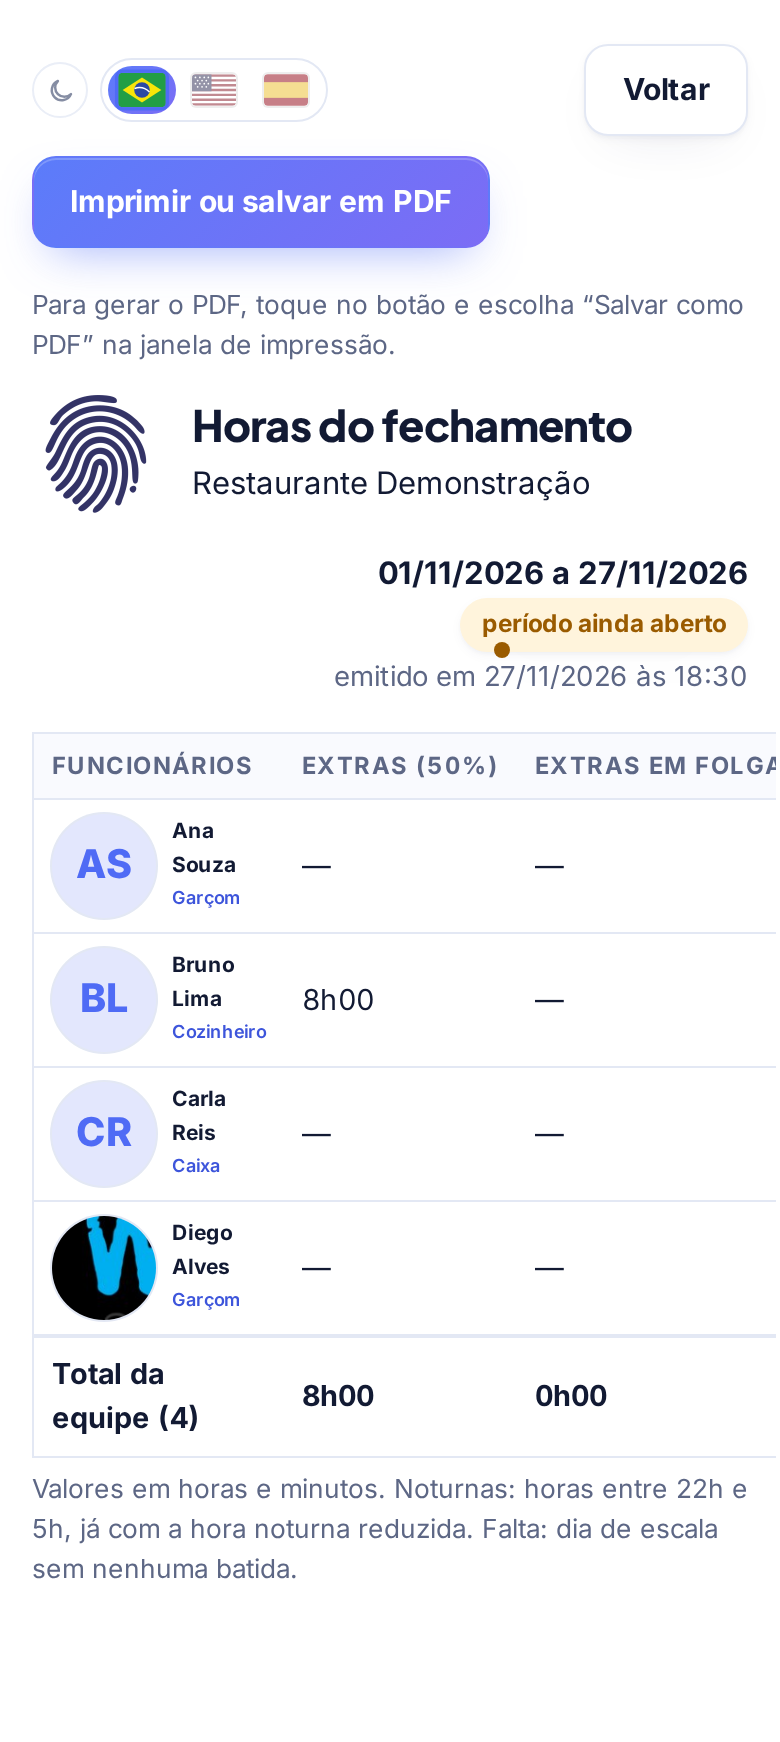 Voltar
Imprimir ou salvar em PDF
Para gerar o PDF, toque no botão e escolha “Salvar como
PDF” na janela de impressão.
Horas do fechamento
Restaurante Demonstração
01/11/2026 a 27/11/2026
período ainda aberto
emitido em 27/11/2026 às 18:30
FUNCIONÁRIOS EXTRAS (50%) EXTRAS EM FOLGA
AS Ana Souza Garçom — —
BL Bruno Lima Cozinheiro 8h00 —
CR Carla Reis Caixa — —
Diego Alves Garçom — —
Total da equipe (4) 8h00 0h00
Valores em horas e minutos. Noturnas: horas entre 22h e
5h, já com a hora noturna reduzida. Falta: dia de escala
sem nenhuma batida.